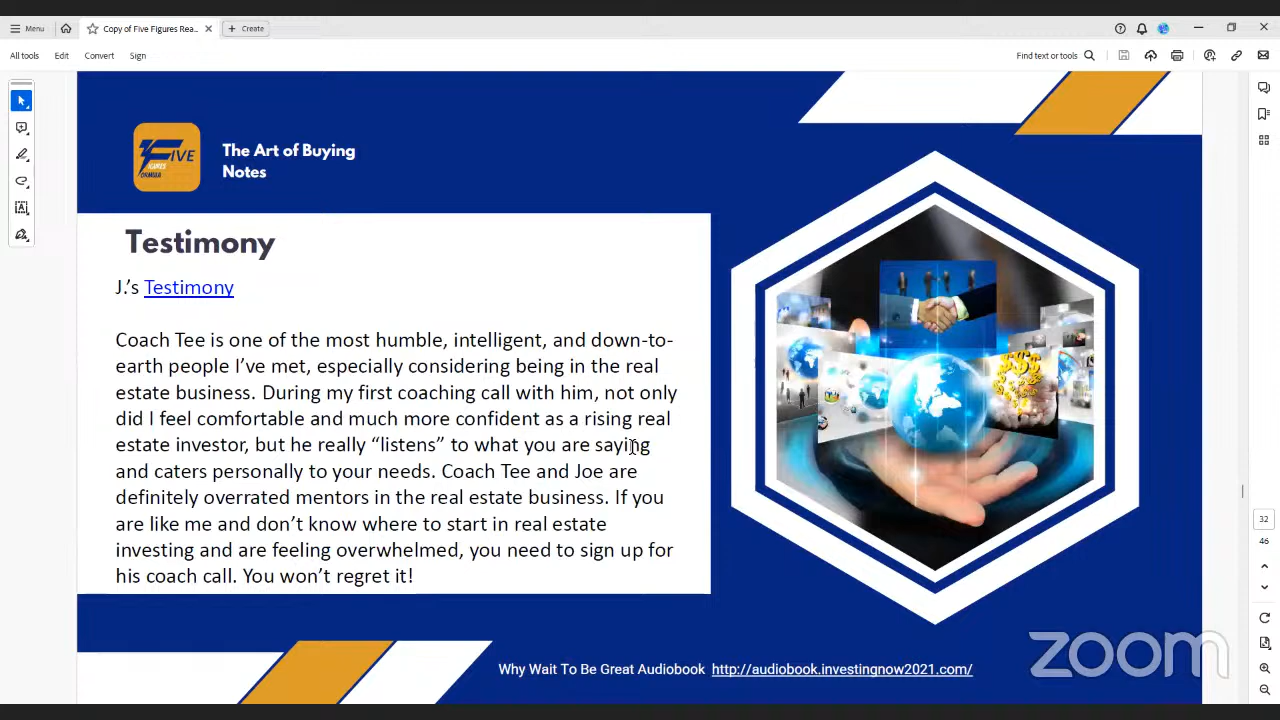 Menu
Copy of Five Figures Rea...
Create
All tools
Edit
Convert
Sign
Find text or tools
FIVE
FIGURES
FORMULA
The Art of Buying
Notes
Testimony
J.'s Testimony
Coach Tee is one of the most humble, intelligent, and down-to-
earth people I've met, especially considering being in the real
estate business. During my first coaching call with him, not only
did I feel comfortable and much more confident as a rising real
estate investor, but he really “listens” to what you are saying
and caters personally to your needs. Coach Tee and Joe are
definitely overrated mentors in the real estate business. If you
are like me and don't know where to start in real estate
investing and are feeling overwhelmed, you need to sign up for
his coach call. You won't regret it!
$$$
32
46
Why Wait To Be Great Audiobook http://audiobook.investingnow2021.com/
zoom